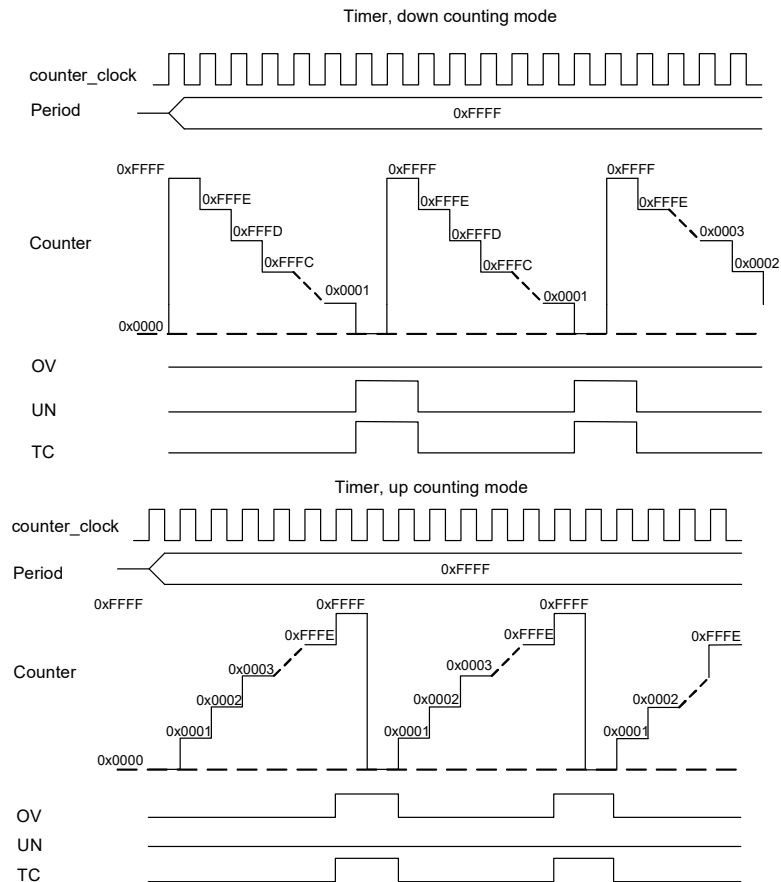 Timer, down counting mode
counter_clock
Period
0xFFFF
0xFFFF 0xFFFF 0xFFFF
0xFFFE 0xFFFE 0xFFFE
0xFFFD 0xFFFD 0x0003
Counter
0xFFFC 0xFFFC 0x0002
0x0001 0x0001
0x0000
OV
UN
TC
Timer, up counting mode
counter_clock
Period
0xFFFF
0xFFFF 0xFFFF 0xFFFF
0xFFFE 0xFFFE 0xFFFE
Counter
0x0003 0x0003
0x0002 0x0002 0x0002
0x0001 0x0001 0x0001
0x0000
OV
UN
TC